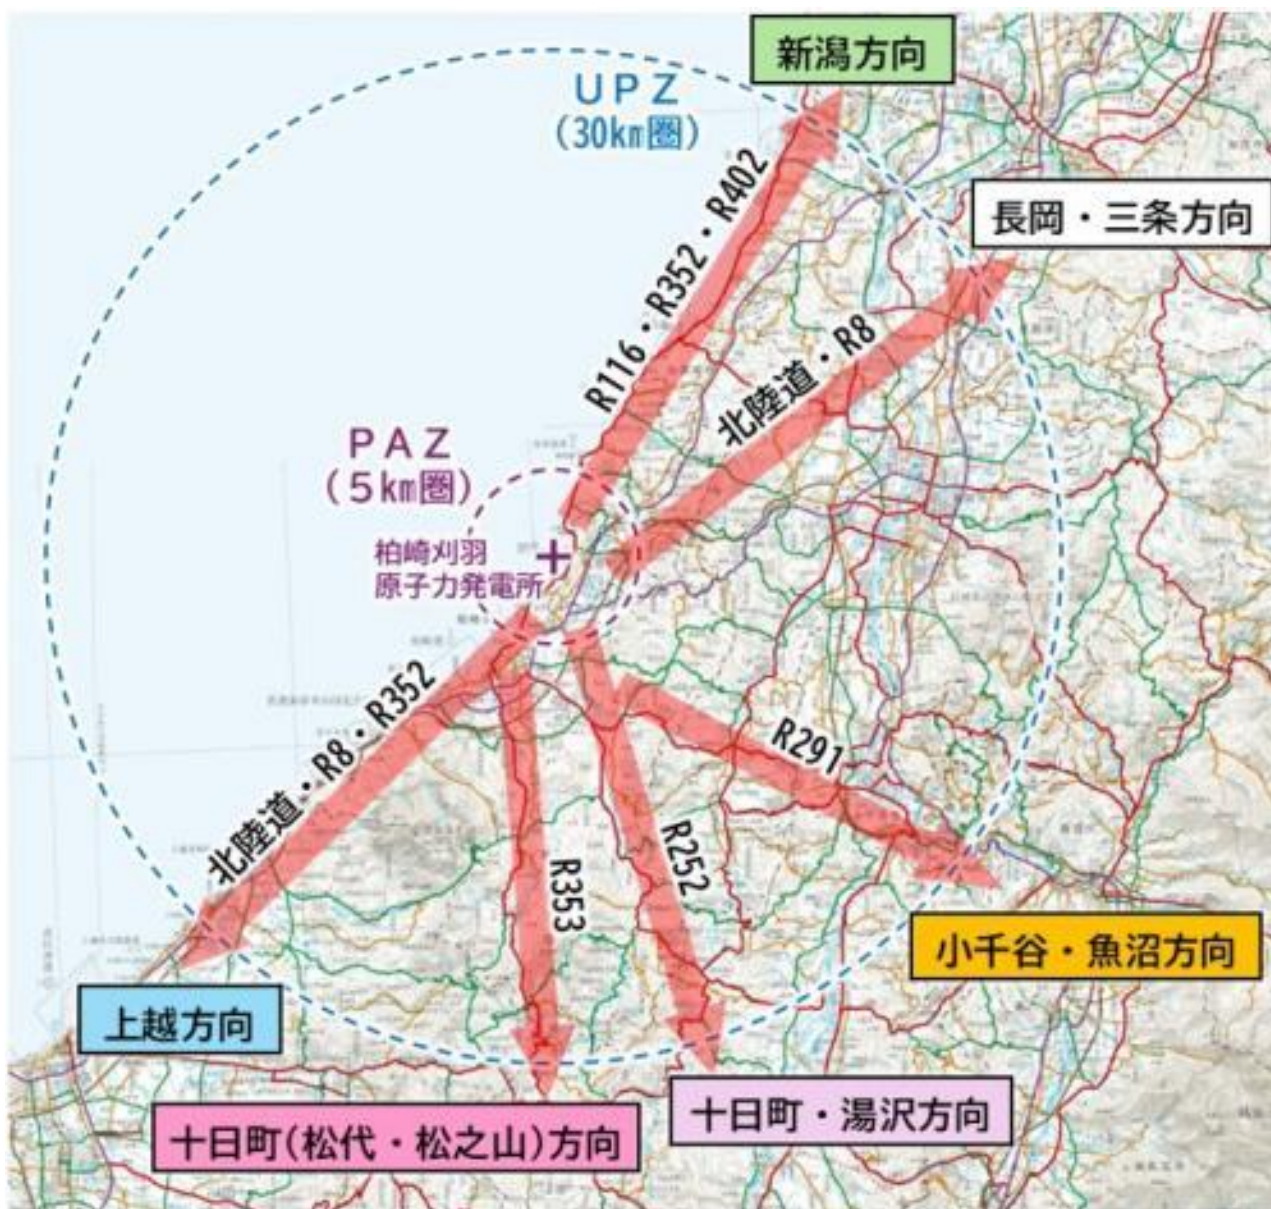 新潟方向
UPZ
(30km圏)
長岡・三条方向
R116・R352・R402
北陸道・R8
PAZ
(5km圏)
柏崎刈羽
原子力発電所
北陸道・R8・R352
R291
R252
R353
小千谷・魚沼方向
上越方向
十日町・湯沢方向
十日町(松代・松之山)方向